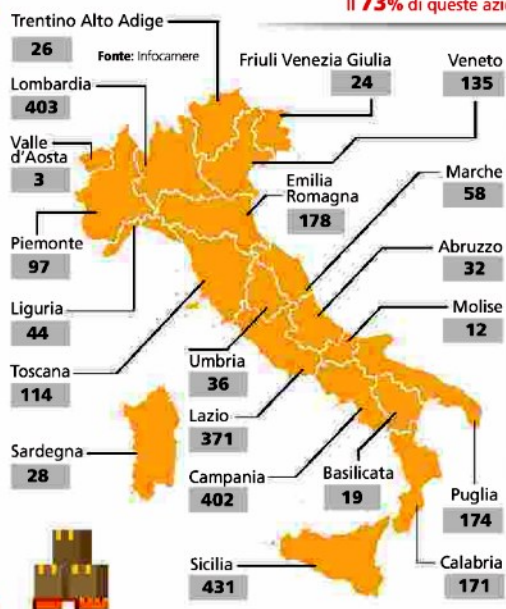 Il 73% di queste
Trentino Alto Adige
26
Fonte: Infocamere
Friuli Venezia Giulia
24
Veneto
135
Lombardia
403
Valle
d'Aosta
3
Emilia
Romagna
178
Marche
58
Piemonte
97
Abruzzo
32
Liguria
44
Molise
12
Toscana
114
Umbria
36
Lazio
371
Sardegna
28
Campania
402
Basilicata
19
Puglia
174
Sicilia
431
Calabria
171